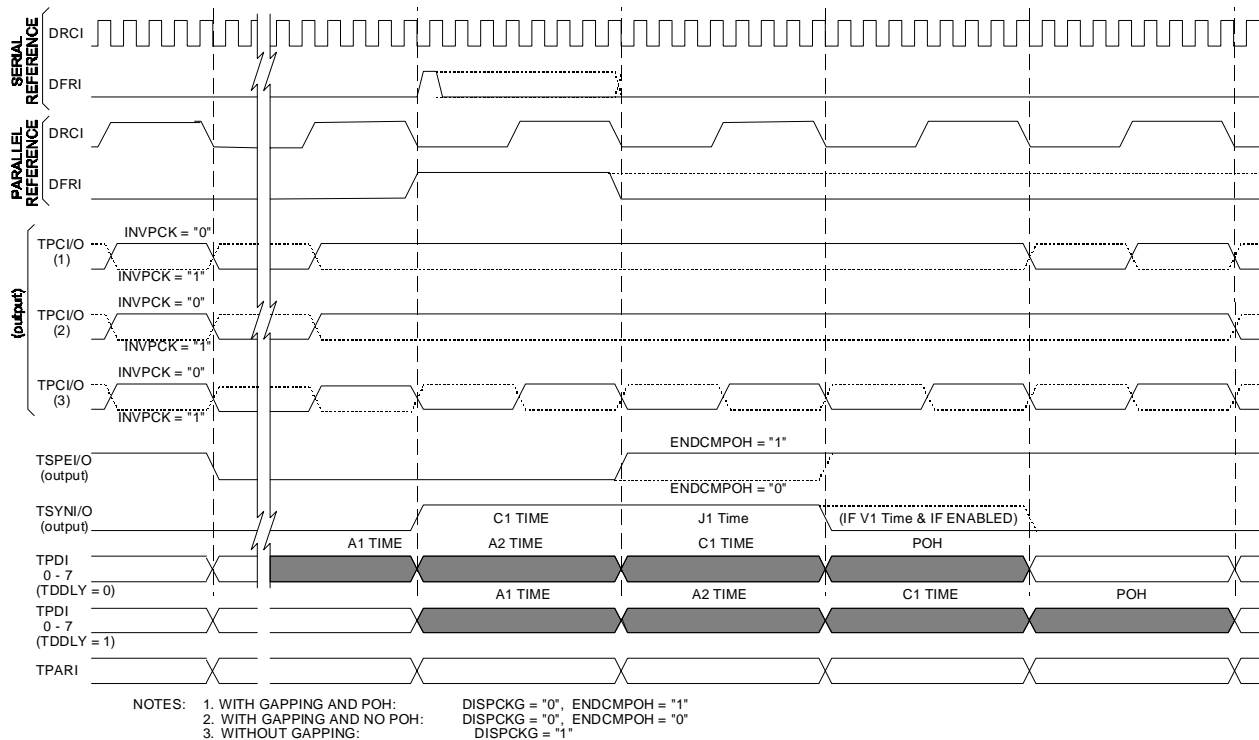 SERIAL
REFERENCE
DRCI
DFRI
PARALLEL
REFERENCE
DRCI
DFRI
(output)
INVPCK = "0"
TPCI/O
(1)
INVPCK = "1"
INVPCK = "0"
TPCI/O
(2)
INVPCK = "1"
INVPCK = "0"
TPCI/O
(3)
INVPCK = "1"
ENDCMPOH = "1"
TSPEI/O
(output)
ENDCMPOH = "0"
TSYNI/O
(output)
C1 TIME J1 Time (IF V1 Time & IF ENABLED)
A1 TIME A2 TIME C1 TIME POH
TPDI
0 - 7
(TDDLY = 0)
A1 TIME A2 TIME C1 TIME POH
TPDI
0 - 7
(TDDLY = 1)
TPARI
NOTES: 1. WITH GAPPING AND POH: DISPCKG = "0", ENDCMPOH = "1"
2. WITH GAPPING AND NO POH: DISPCKG = "0", ENDCMPOH = "0"
3. WITHOUT GAPPING: DISPCKG = "1"